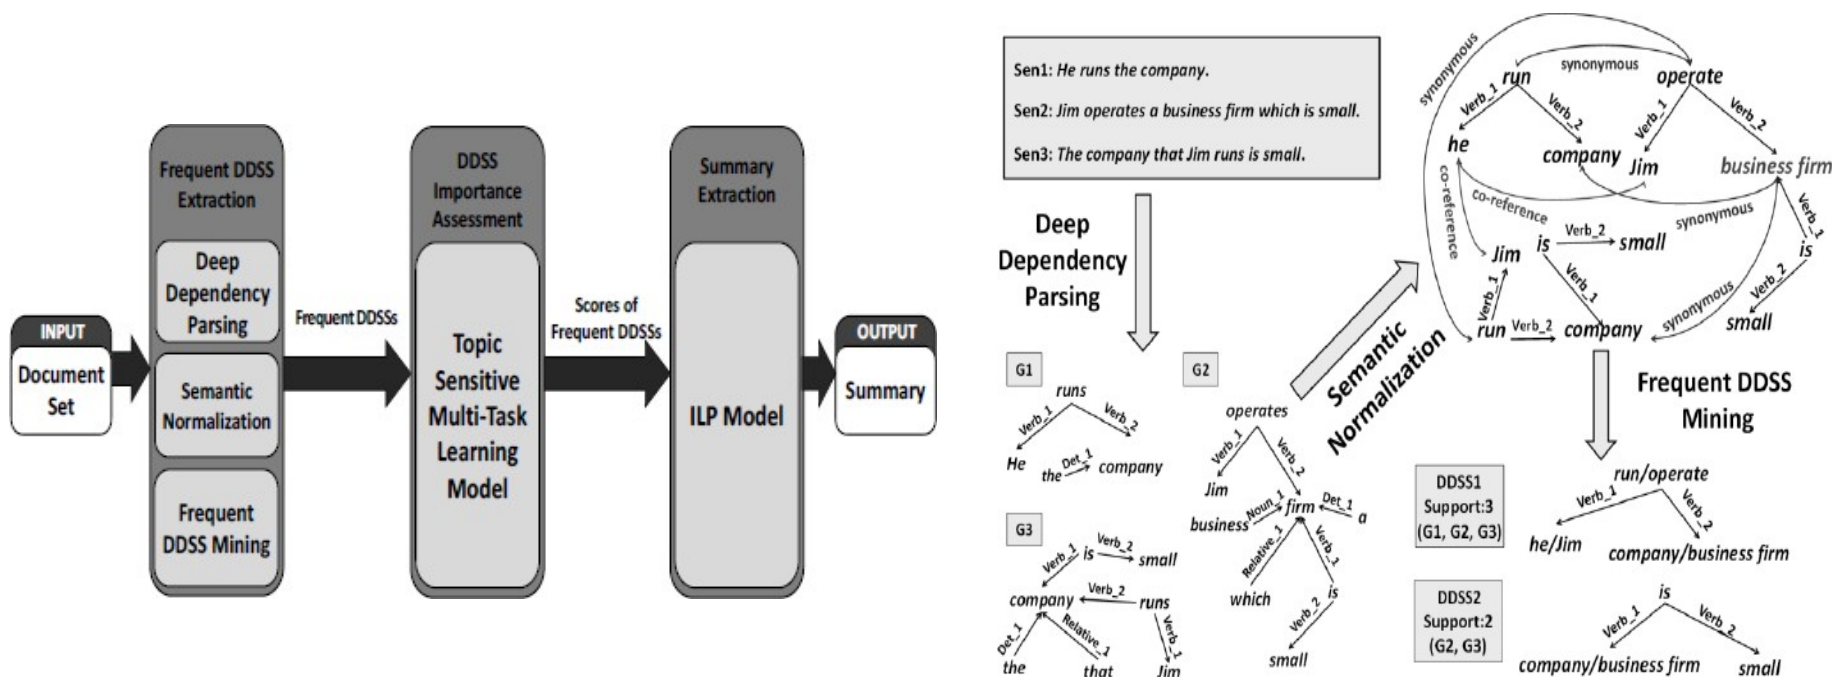 INPUT
Document
Set
Frequent DDSS
Extraction
Deep
Dependency
Parsing
Semantic
Normalization
Frequent
DDSS Mining
Frequent DDSSs
DDSS
Importance
Assessment
Topic
Sensitive
Multi-Task
Learning
Model
Scores of
Frequent DDSSs
Summary
Extraction
ILP Model
OUTPUT
Summary
Sen1: He runs the company.
Sen2: Jim operates a business firm which is small.
Sen3: The company that Jim runs is small.
Deep
Dependency
Parsing
G1
runs
Verb_1
Verb_2
He
the
Det_1
company
G2
operates
Verb_1
Verb_2
Jim
business
Noun_1
firm
Det_1
a
Relative_1
Verb_1
which
is
Verb_2
small
G3
Verb_1
is
Verb_2
small
company
Verb_2
runs
Det_1
Relative_1
Verb_1
the
that
Jim
Semantic
Normalization
synonymous
synonymous
run
operate
Verb_1
Verb_2
Verb_1
Verb_2
he
company
Jim
business firm
co-reference
co-reference
synonymous
Verb_1
is
Verb_2
small
is
Jim
Verb_1
Verb_2
Verb_1
synonymous
small
run
Verb_2
company
Frequent DDSS
Mining
DDSS1
Support:3
(G1, G2, G3)
run/operate
Verb_1
Verb_2
he/Jim
company/business firm
DDSS2
Support:2
(G2, G3)
is
Verb_1
Verb_2
company/business firm
small